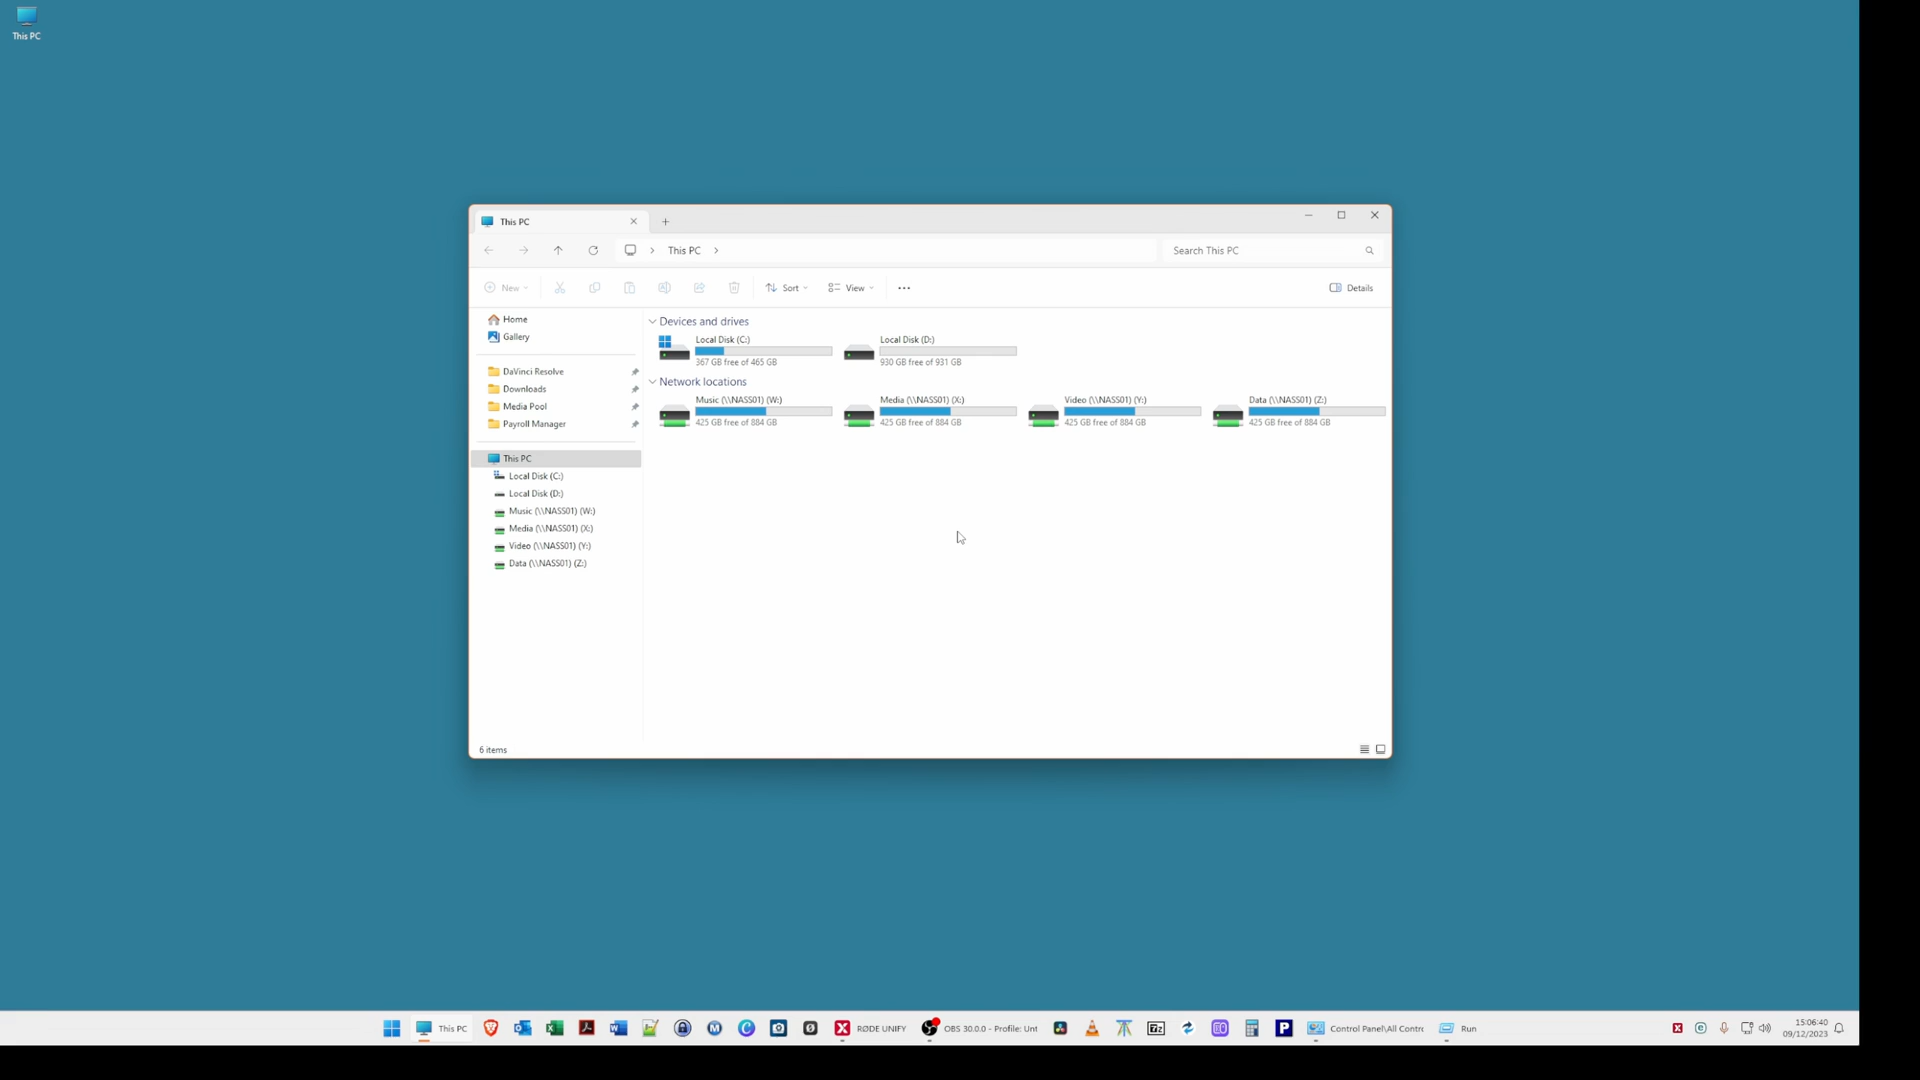 This PC
This PC
This PC
Search This PC
New
Sort
View
Details
Home
Gallery
DaVinci Resolve
Downloads
Media Pool
Payroll Manager
This PC
Local Disk (C:)
Local Disk (D:)
Music (\\NASS01) (W:)
Media (\\NASS01) (X:)
Video (\\NASS01) (Y:)
Data (\\NASS01) (Z:)
Devices and drives
Local Disk (C:)
367 GB free of 465 GB
Local Disk (D:)
930 GB free of 931 GB
Network locations
Music (\\NASS01) (W:)
425 GB free of 884 GB
Media (\\NASS01) (X:)
425 GB free of 884 GB
Video (\\NASS01) (Y:)
425 GB free of 884 GB
Data (\\NASS01) (Z:)
425 GB free of 884 GB
6 items
This PC
RØDE UNIFY
OBS 30.0.0 - Profile: Unt
7z
Control Panel\All Contro
Run
15:06:40
09/12/2023